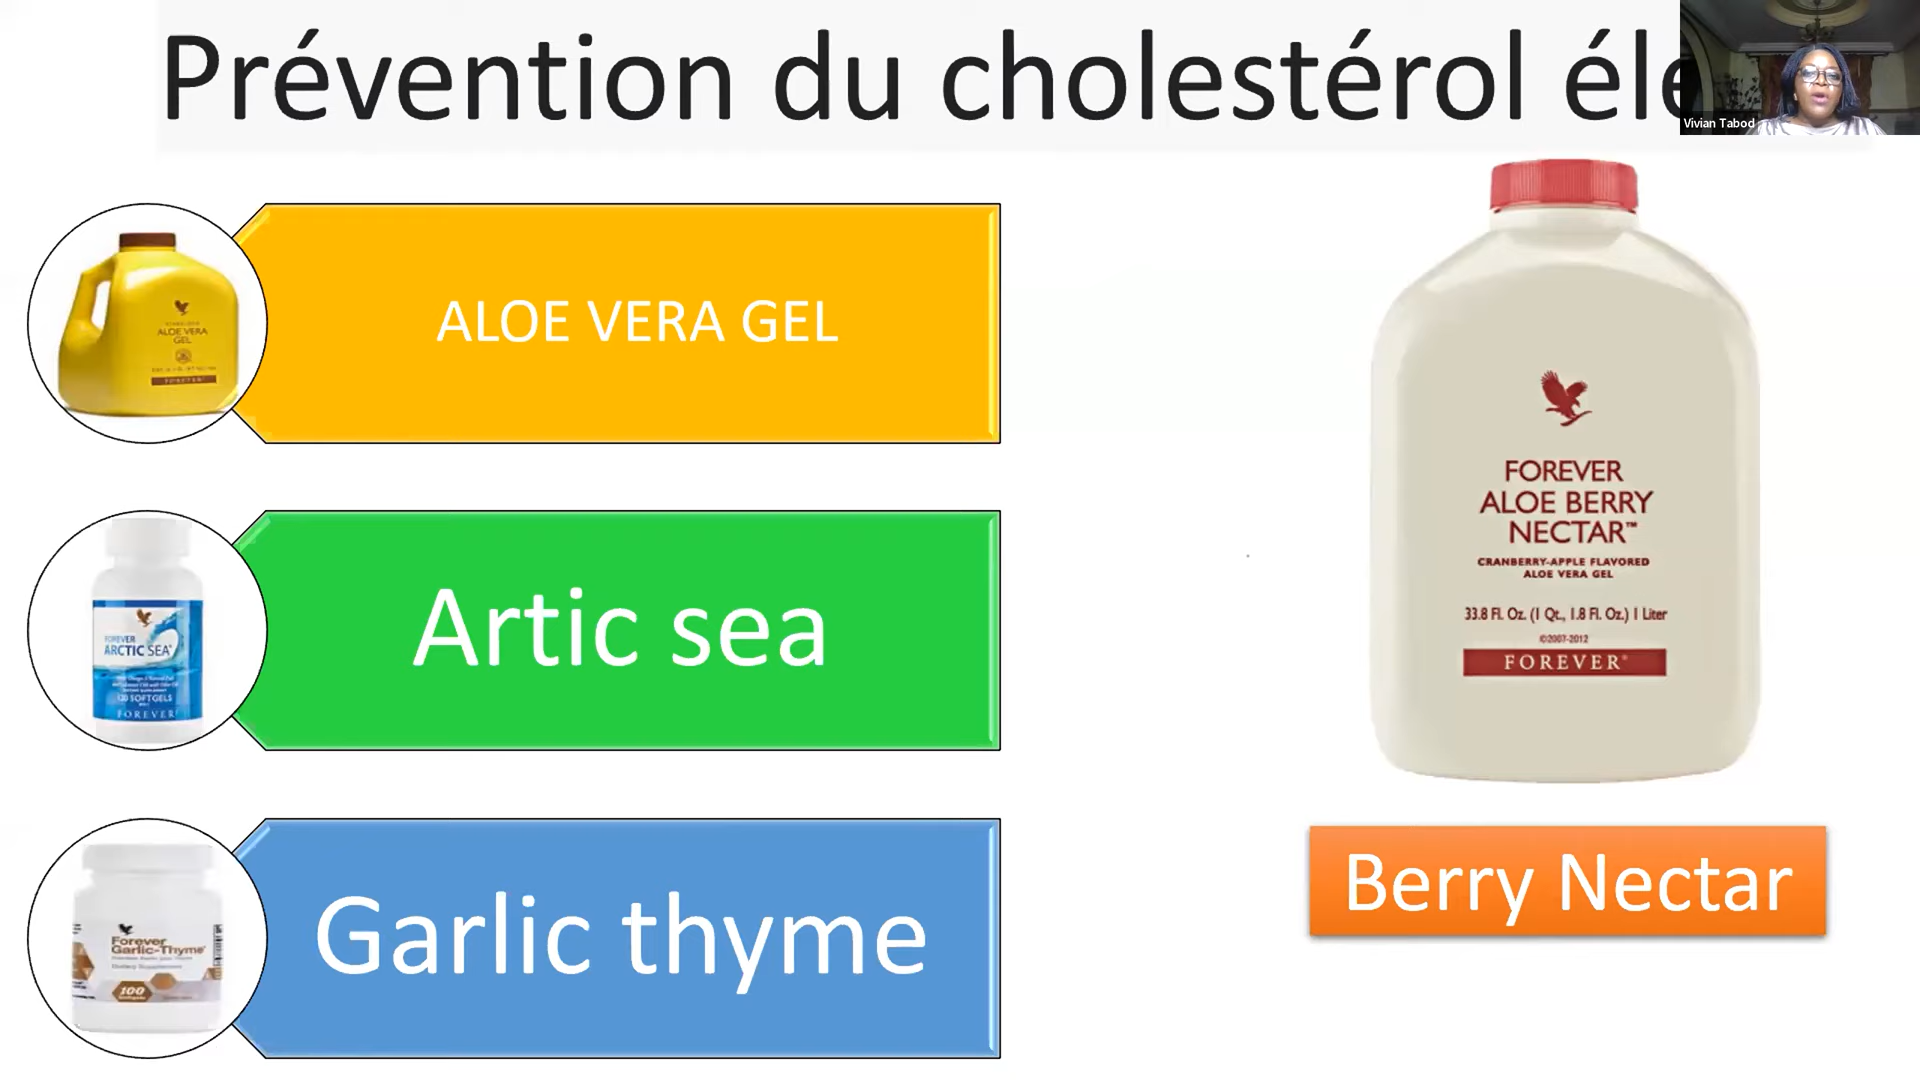 Prévention du cholestérol éle
Vivian Tabod
ALOE VERA GEL
ALOE VERA
GEL
FOREVER
Artic sea
FOREVER
ARCTIC SEA
120 SOFTGELS
FOREVER
Garlic thyme
Forever
Garlic-Thyme
Dietary Supplement
100
FOREVER
ALOE BERRY
NECTAR™
CRANBERRY-APPLE FLAVORED
ALOE VERA GEL
33.8 Fl. Oz. (1 Qt., 1.8 Fl. Oz.) 1 Liter
©2007-2012
FOREVER®
Berry Nectar